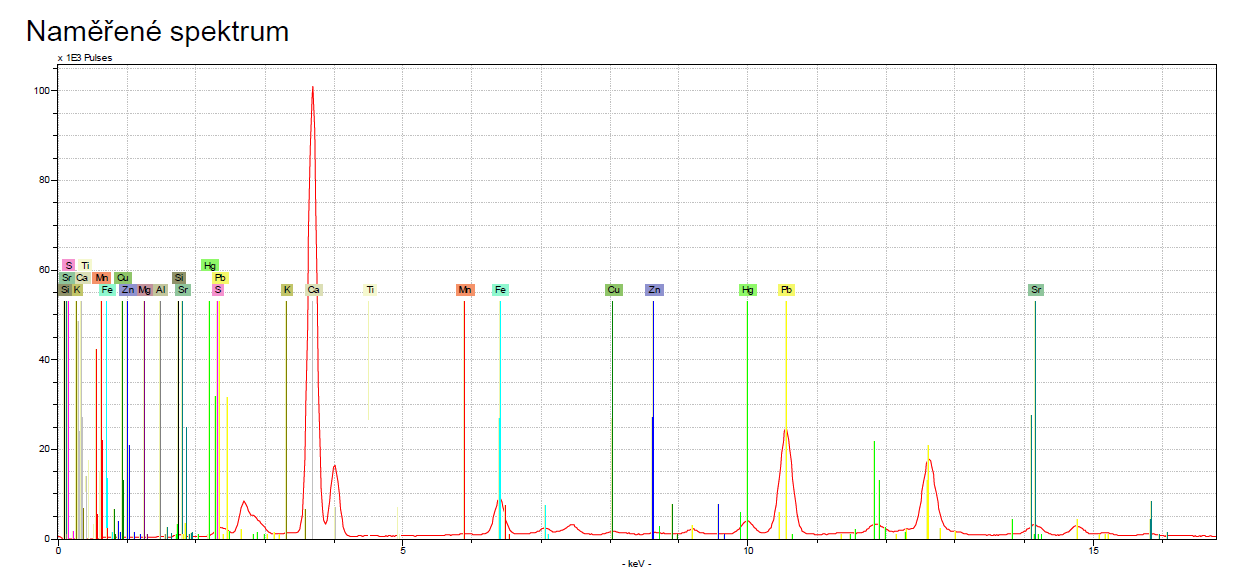 Naměřené spektrum
x 1E3 Pulses
100
80
60
40
20
0
S Ti Hg
Sr Ca Mn Cu Si Pb
Si K Fe Zn Mg Al Sr S K Ca Ti Mn Fe Cu Zn Hg Pb Sr
0 5 10 15
- keV -